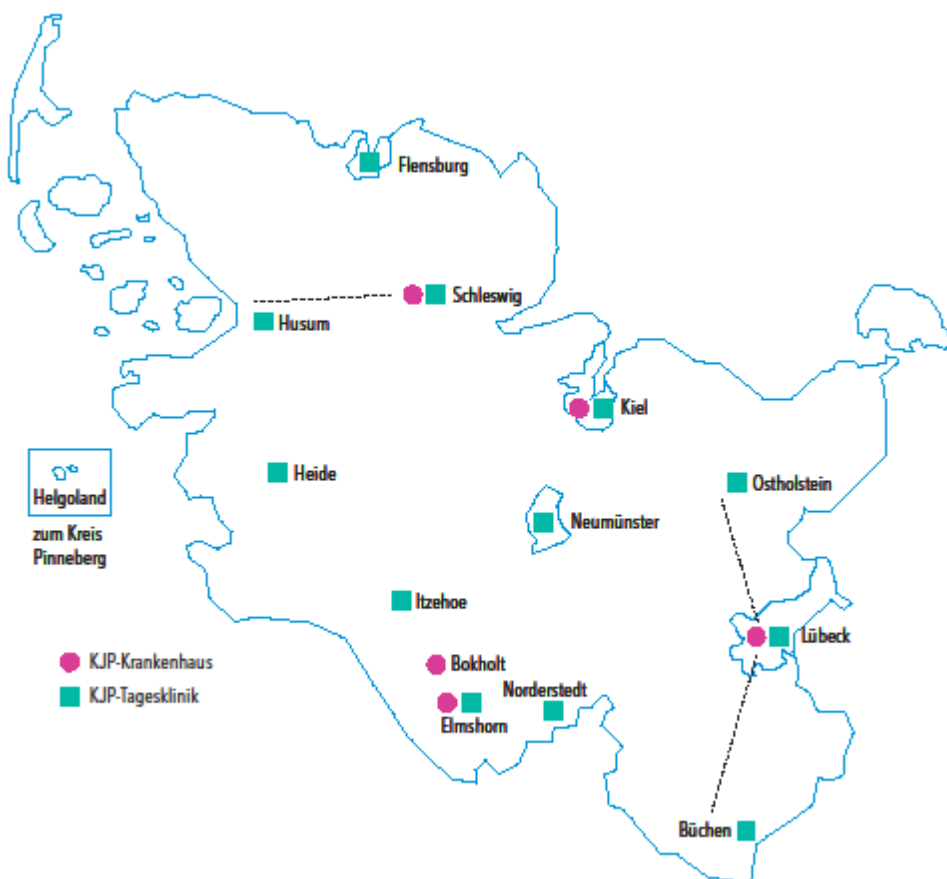 Flensburg
Schleswig
Husum
Kiel
Heide
Ostholstein
Helgoland
zum Kreis
Pinneberg
Neumünster
Itzehoe
Lübeck
KJP-Krankenhaus
KJP-Tagesklinik
Bokholt
Norderstedt
Elmshorn
Büchen